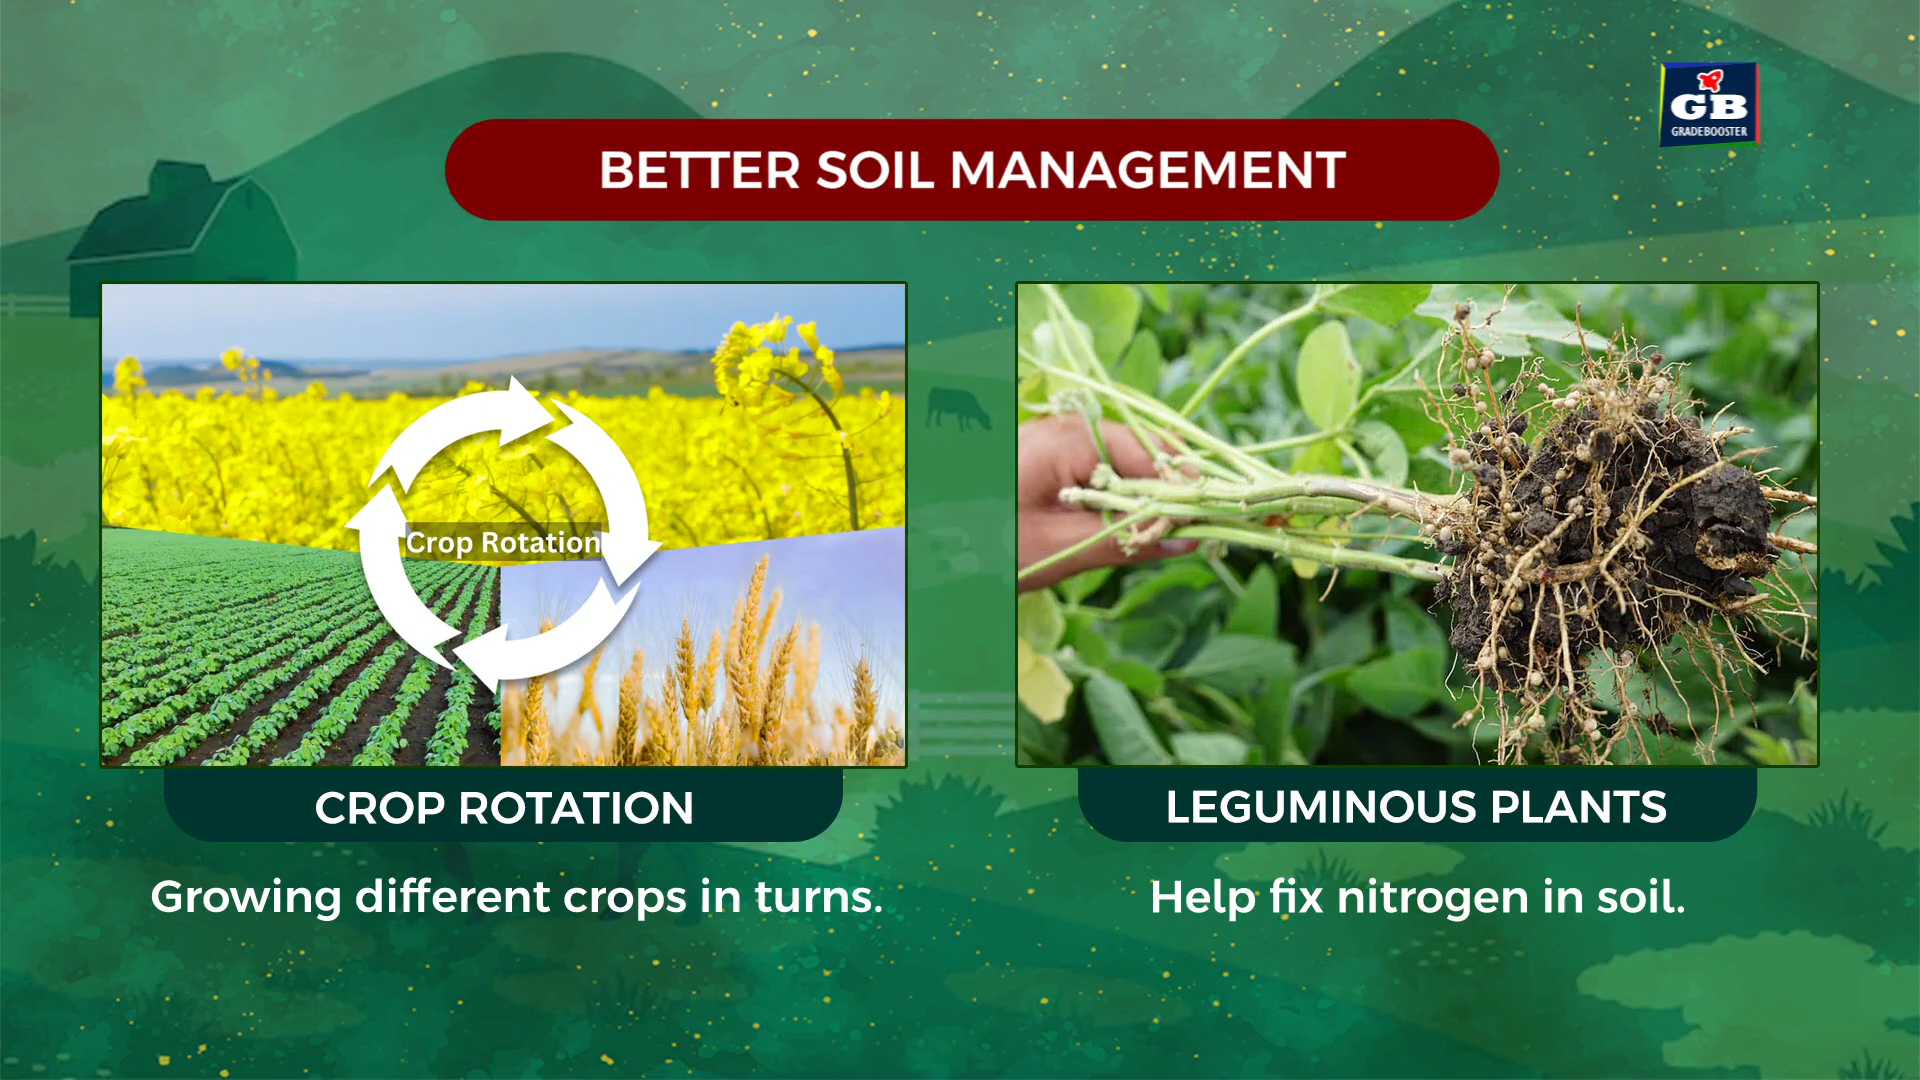 GB
GRADEBOOSTER
BETTER SOIL MANAGEMENT
Crop Rotation
CROP ROTATION
LEGUMINOUS PLANTS
Growing different crops in turns.
Help fix nitrogen in soil.